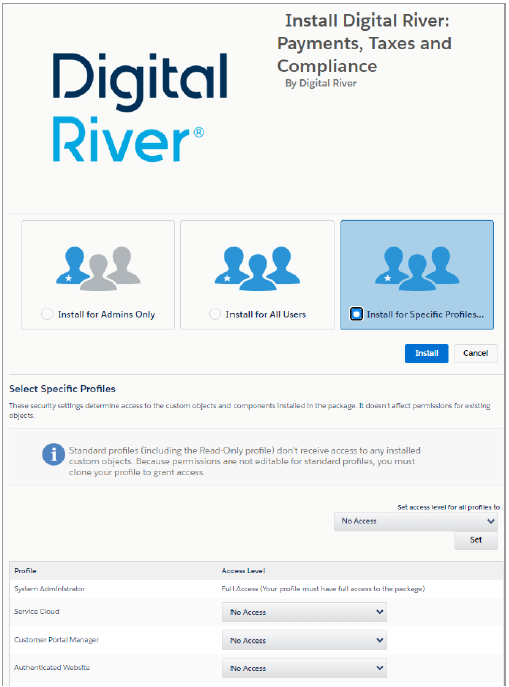 Install Digital River:
Payments, Taxes and
Compliance
By Digital River
Digital
River®
Install for Admins Only
Install for All Users
Install for Specific Profiles...
Install
Cancel
Select Specific Profiles
These security settings determine access to the custom objects and components installed in the package. It doesn't affect permissions for existing
objects.
i
Standard profiles (including the Read-Only profile) don't receive access to any installed
custom objects. Because permissions are not editable for standard profiles, you must
clone your profile to grant access.
Set access level for all profiles to
No Access
Set
Profile Access Level
System Administrator Full Access (Your profile must have full access to the package)
Service Cloud No Access
Customer Portal Manager No Access
Authenticated Website No Access